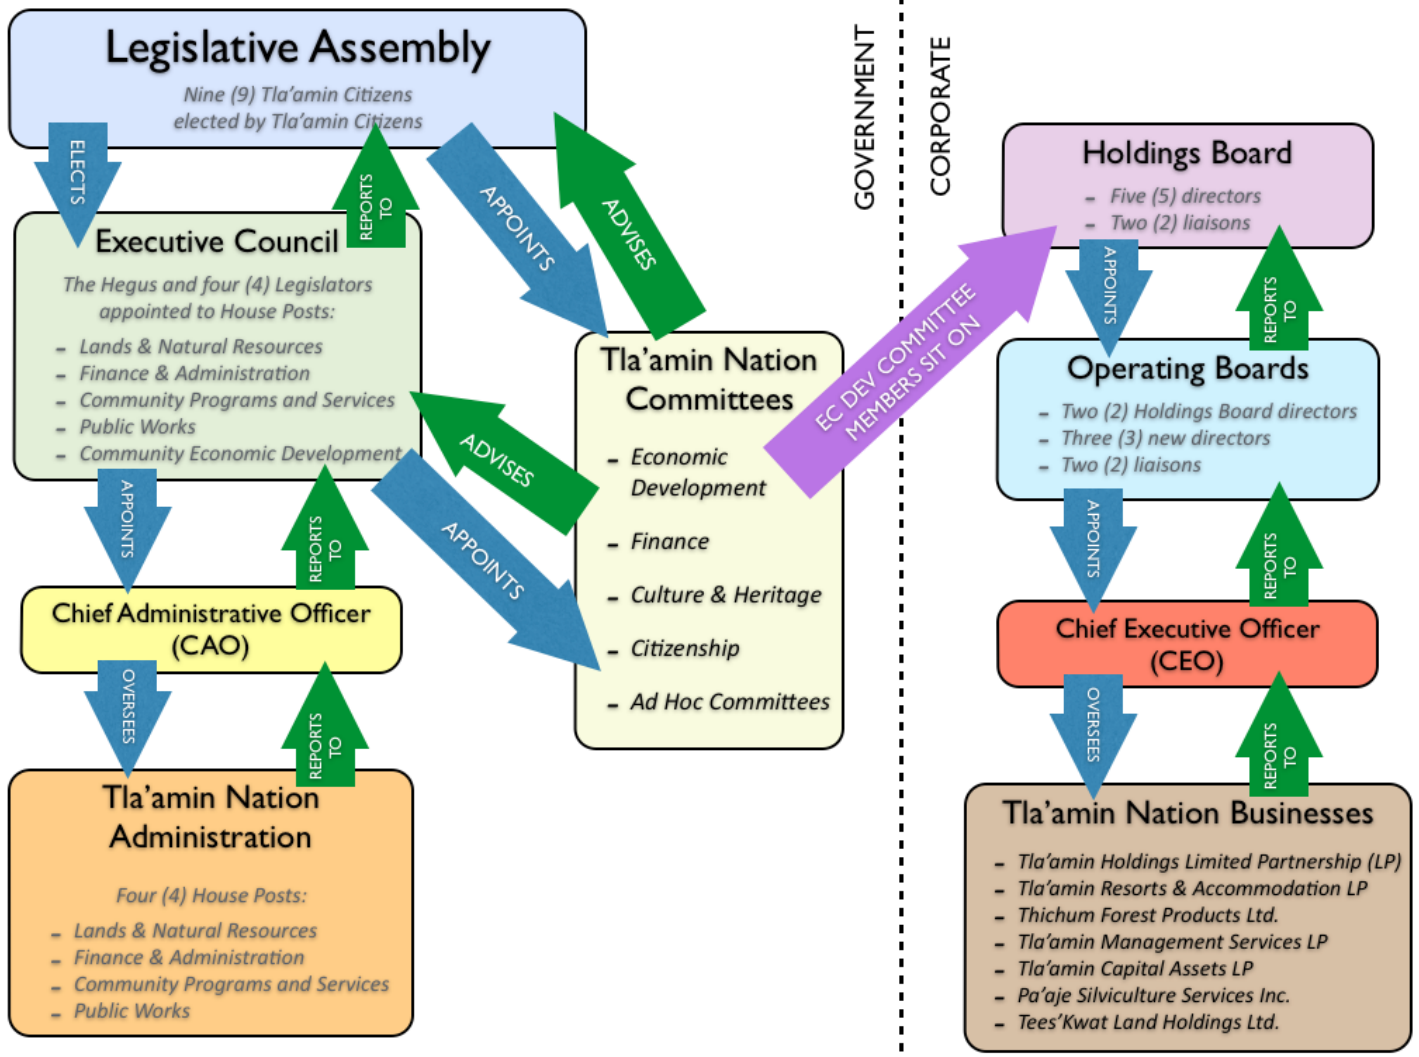 Legislative Assembly
Nine (9) Tla'amin Citizens
elected by Tla'amin Citizens
ELECTS
REPORTS
TO
APPOINTS
ADVISES
Executive Council
The Hegus and four (4) Legislators
appointed to House Posts:
- Lands & Natural Resources
- Finance & Administration
- Community Programs and Services
- Public Works
- Community Economic Development
APPOINTS
REPORTS
TO
ADVISES
APPOINTS
Chief Administrative Officer
(CAO)
OVERSEES
REPORTS
TO
Tla'amin Nation
Administration
Four (4) House Posts:
- Lands & Natural Resources
- Finance & Administration
- Community Programs and Services
- Public Works
Tla'amin Nation
Committees
- Economic
Development
- Finance
- Culture & Heritage
- Citizenship
- Ad Hoc Committees
EC DEV COMMITTEE
MEMBERS SIT ON
GOVERNMENT
CORPORATE
Holdings Board
- Five (5) directors
- Two (2) liaisons
APPOINTS
REPORTS
TO
Operating Boards
- Two (2) Holdings Board directors
- Three (3) new directors
- Two (2) liaisons
APPOINTS
REPORTS
TO
Chief Executive Officer
(CEO)
OVERSEES
REPORTS
TO
Tla'amin Nation Businesses
- Tla'amin Holdings Limited Partnership (LP)
- Tla'amin Resorts & Accommodation LP
- Thichum Forest Products Ltd.
- Tla'amin Management Services LP
- Tla'amin Capital Assets LP
- Pa'aje Silviculture Services Inc.
- Tees'Kwat Land Holdings Ltd.